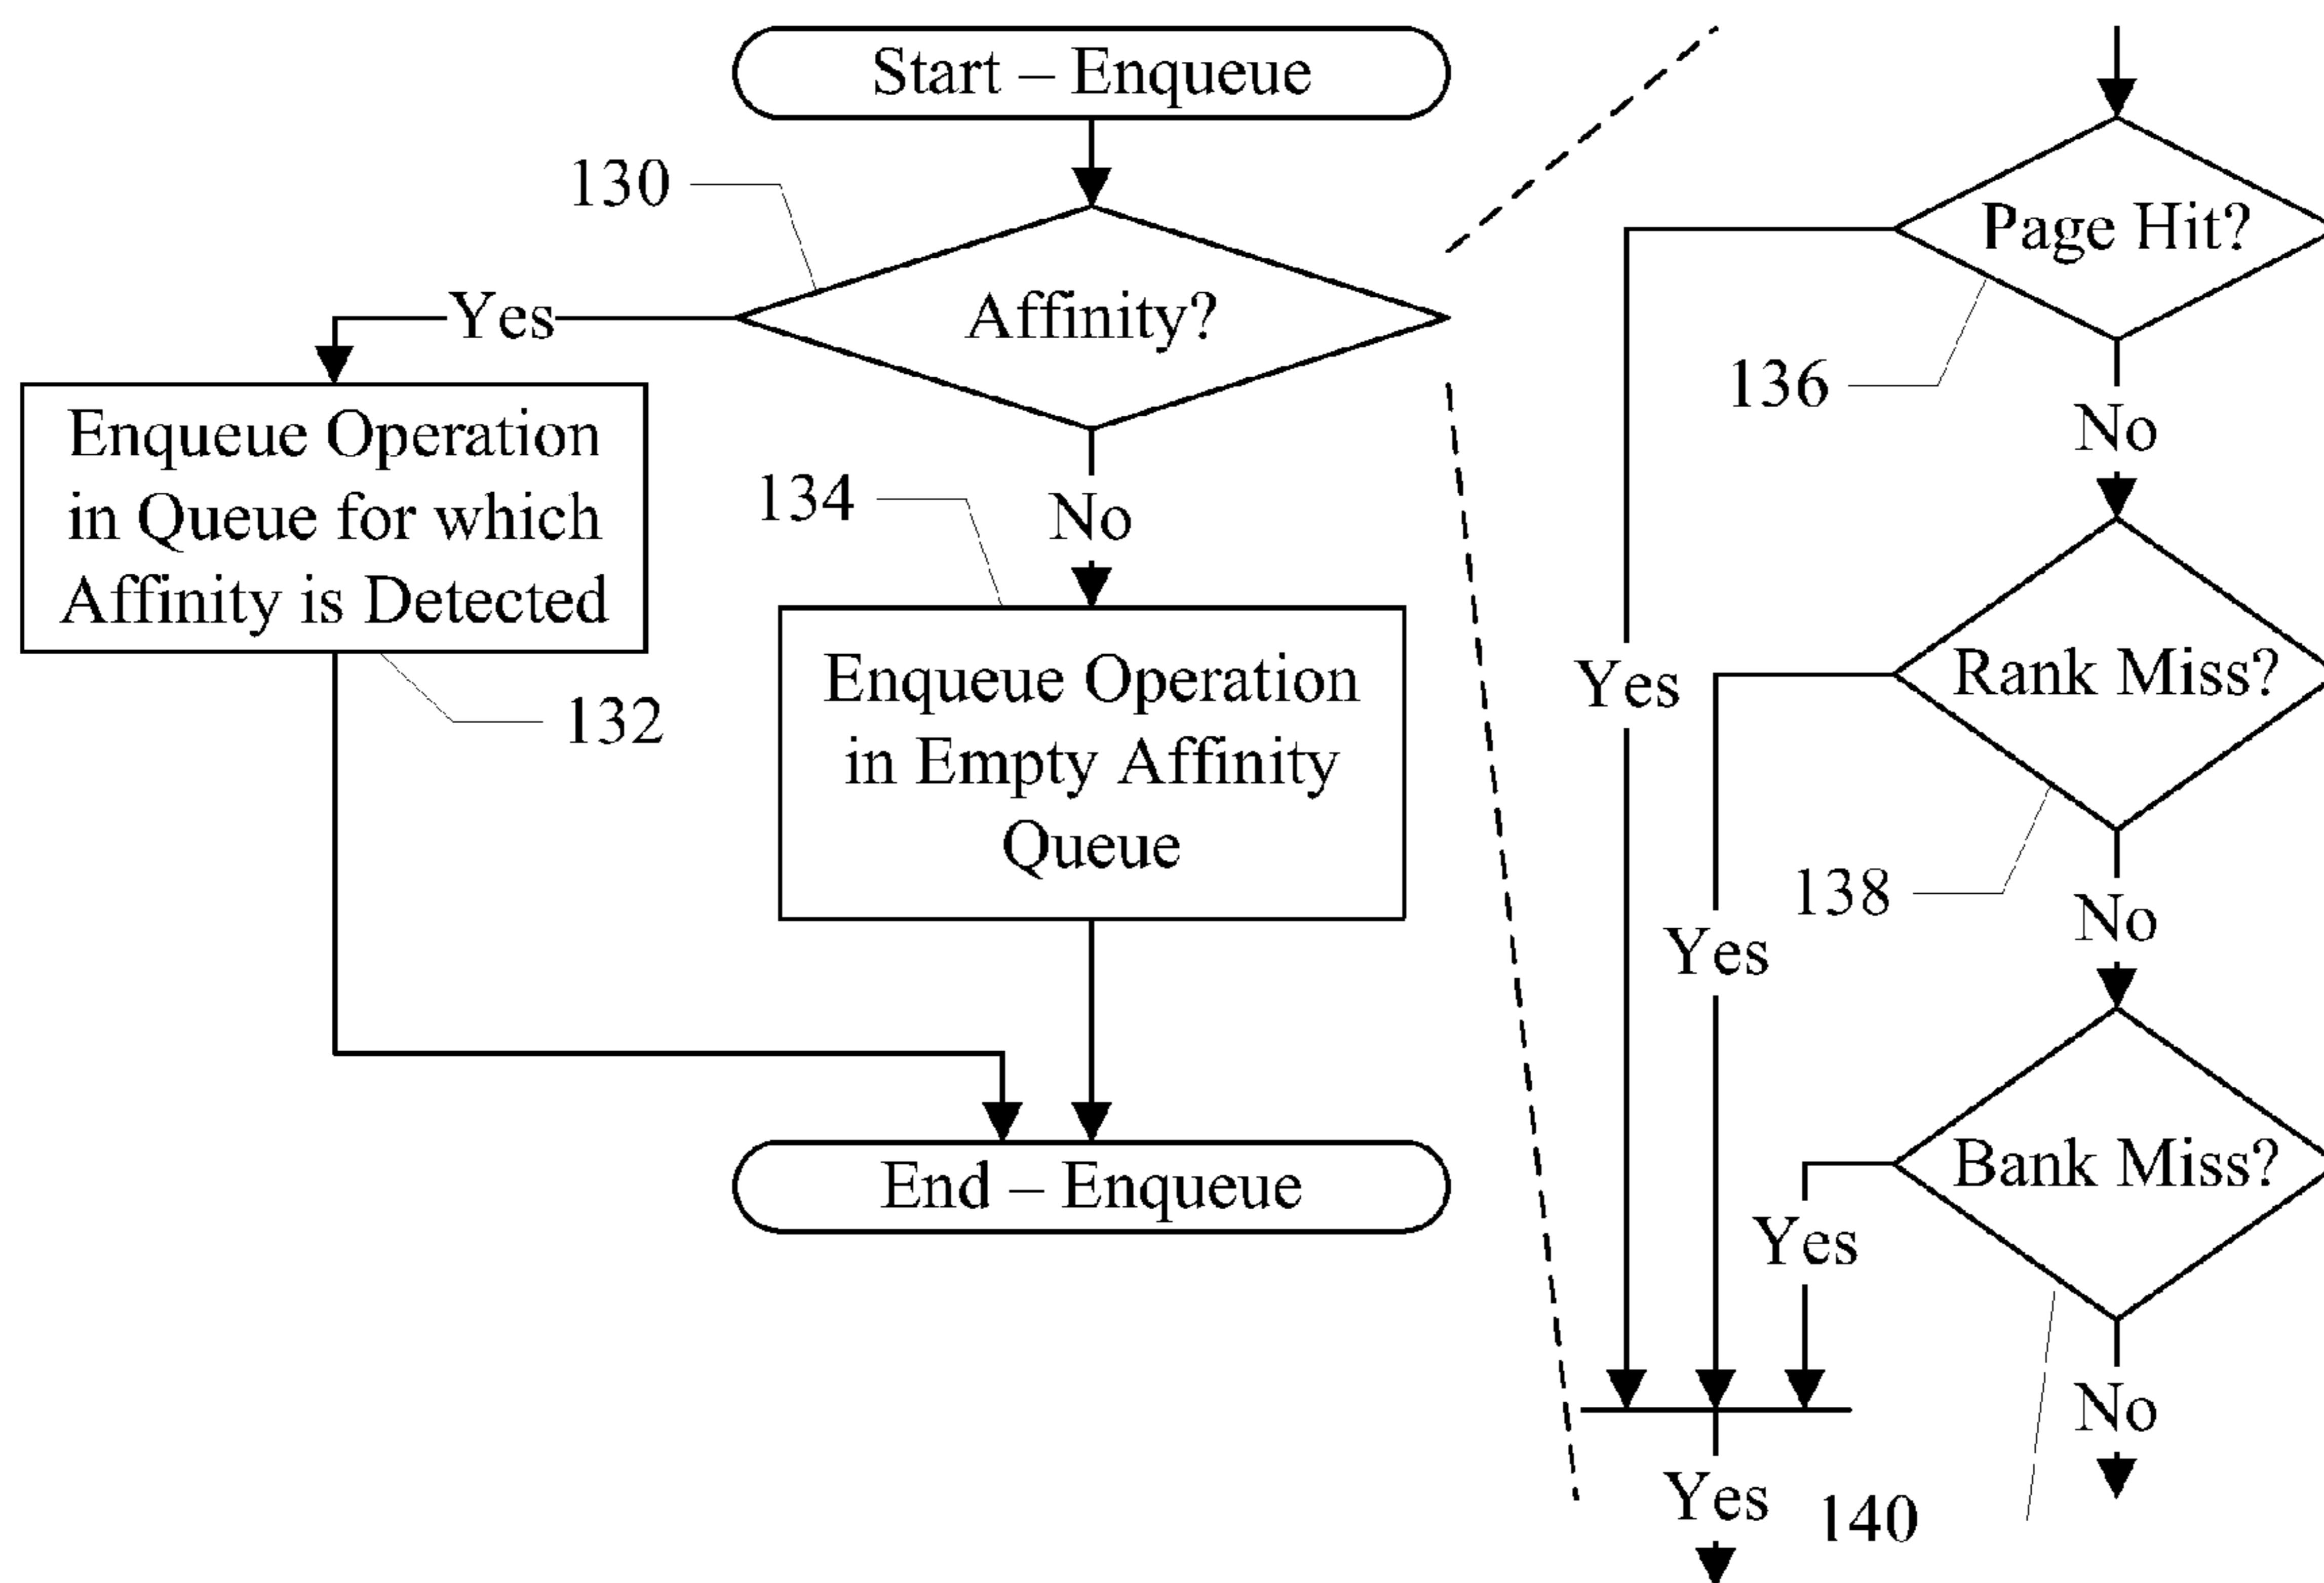 Start – Enqueue
130
Affinity?
Yes
Enqueue Operation
in Queue for which
Affinity is Detected
132
No
134
Enqueue Operation
in Empty Affinity
Queue
End – Enqueue
Page Hit?
136
Yes
No
Rank Miss?
138
Yes
No
Bank Miss?
Yes
140
No
Yes